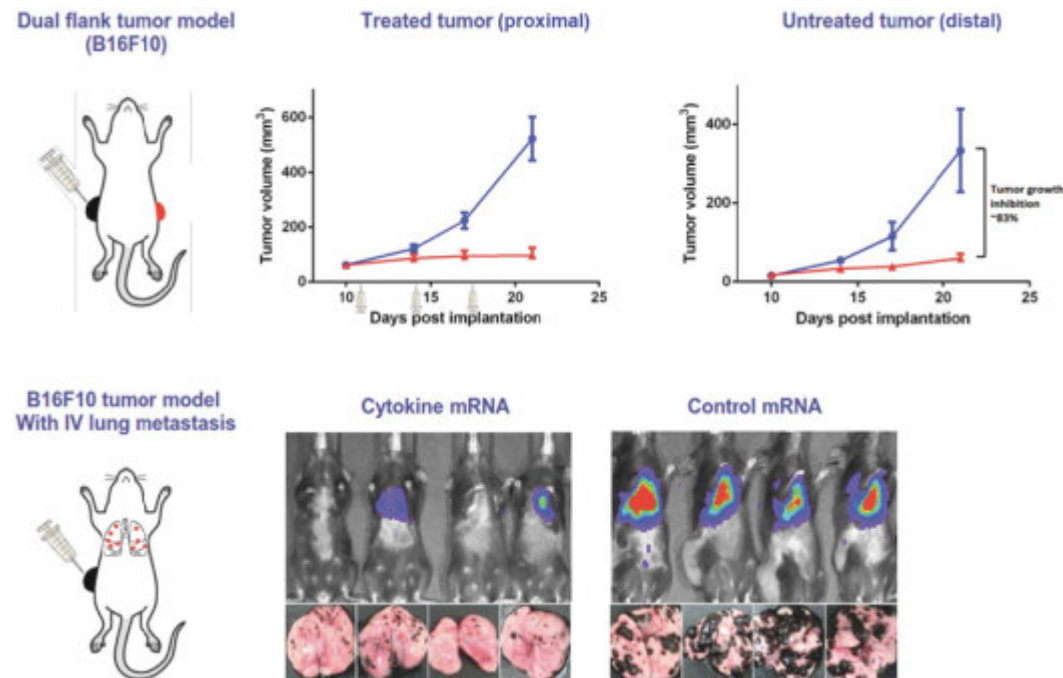 Dual flank tumor model
(B16F10)
Treated tumor (proximal)
Tumor volume (mm3)
600
400
200
0
10
15
20
25
Days post implantation
Untreated tumor (distal)
Tumor volume (mm3)
400
200
0
10
15
20
25
Days post implantation
Tumor growth
inhibition
~83%
B16F10 tumor model
With IV lung metastasis
Cytokine mRNA
Control mRNA